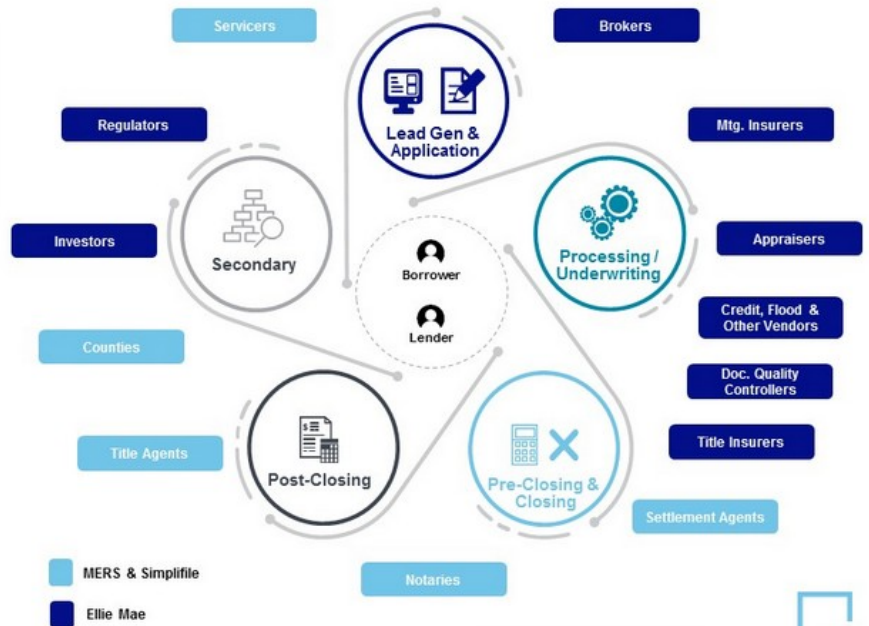 Servicers
Brokers
Lead Gen &
Application
Regulators
Mtg. Insurers
Secondary
Investors
Borrower
Lender
Processing /
Underwriting
Appraisers
Credit, Flood &
Other Vendors
Counties
Doc. Quality
Controllers
Title Agents
Post-Closing
$
Pre-Closing &
Closing
Title Insurers
Settlement Agents
Notaries
MERS & Simplifile
Ellie Mae